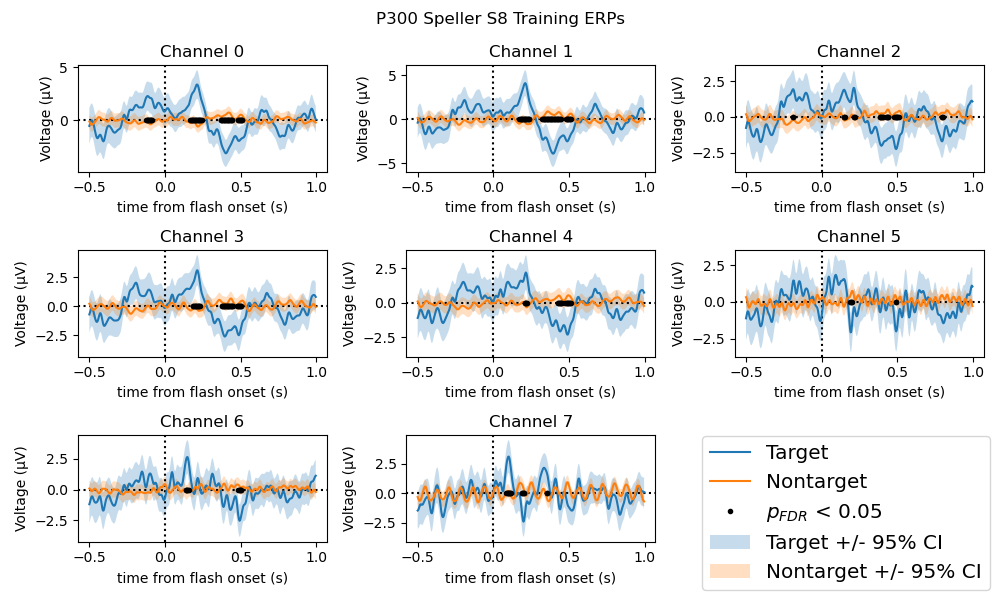 P300 Speller S8 Training ERPs
Channel 0
Channel 1
Channel 2
Voltage (μV)
5
0
−0.5 0.0 0.5 1.0
time from flash onset (s)
Voltage (μV)
5
0
−5
−0.5 0.0 0.5 1.0
time from flash onset (s)
Voltage (μV)
2.5
0.0
−2.5
−0.5 0.0 0.5 1.0
time from flash onset (s)
Channel 3
Channel 4
Channel 5
Voltage (μV)
2.5
0.0
−2.5
−0.5 0.0 0.5 1.0
time from flash onset (s)
Voltage (μV)
2.5
0.0
−2.5
−0.5 0.0 0.5 1.0
time from flash onset (s)
Voltage (μV)
2.5
0.0
−2.5
−0.5 0.0 0.5 1.0
time from flash onset (s)
Channel 6
Channel 7
Voltage (μV)
2.5
0.0
−2.5
−0.5 0.0 0.5 1.0
time from flash onset (s)
Voltage (μV)
2.5
0.0
−2.5
−0.5 0.0 0.5 1.0
time from flash onset (s)
Target
Nontarget
pFDR < 0.05
Target +/- 95% CI
Nontarget +/- 95% CI